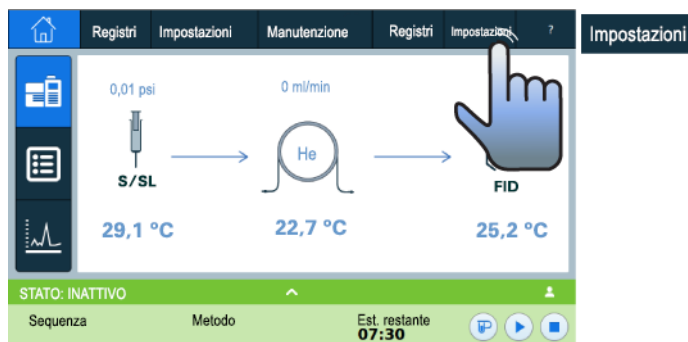 Registri Impostazioni Manutenzione Registri Impostazioni ?
Impostazioni
0,01 psi 0 ml/min
He
S/SL FID
29,1 °C 22,7 °C 25,2 °C
STATO: INATTIVO
Sequenza Metodo Est. restante
07:30